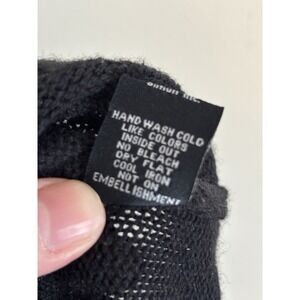 HAND WASH COLD
LIKE COLORS
INSIDE OUT
NO BLEACH
DRY FLAT
COOL IRON
NOT ON
EMBELLISHMENT